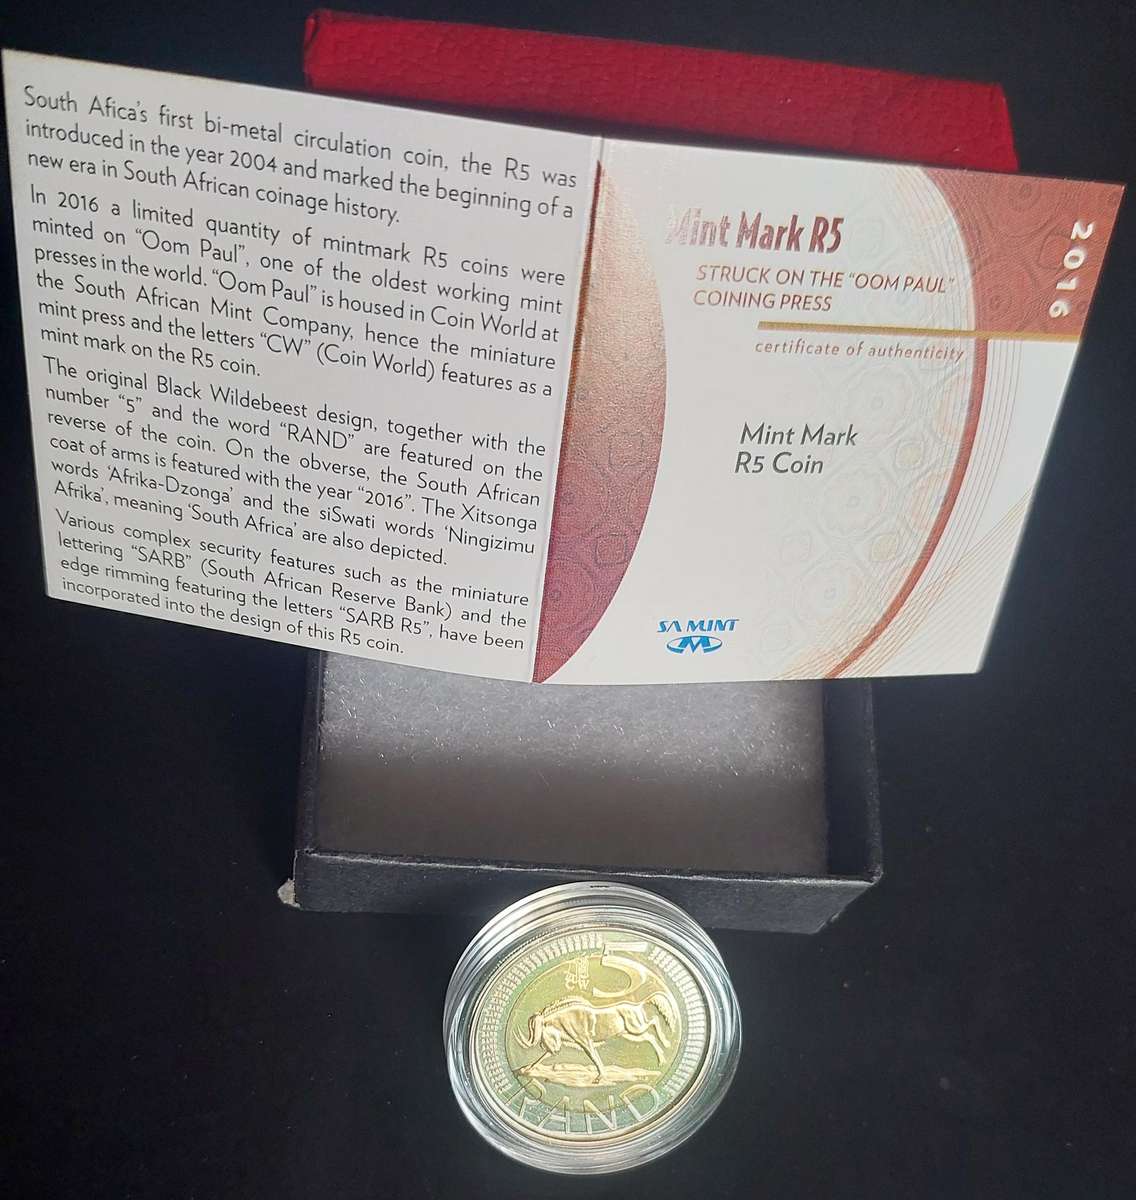 South Afica's first bi-metal circulation coin, the R5 was
introduced in the year 2004 and marked the beginning of a
new era in South African coinage history.
In 2016 a limited quantity of mintmark R5 coins were
minted on "Oom Paul", one of the oldest working mint
presses in the world. "Oom Paul" is housed in Coin World at
the South African Mint Company, hence the miniature
mint press and the letters "CW" (Coin World) features as a
mint mark on the R5 coin.
The original Black Wildebeest design, together with the
number "5" and the word "RAND" are featured on the
reverse of the coin. On the obverse, the South African
coat of arms is featured with the year "2016". The Xitsonga
words 'Afrika-Dzonga' and the siSwati words 'Ningizimu
Afrika', meaning 'South Africa' are also depicted.
Various complex security features such as the miniature
lettering "SARB" (South African Reserve Bank) and the
edge rimming featuring the letters "SARB R5", have been
incorporated into the design of this R5 coin.
Mint Mark R5
STRUCK ON THE "OOM PAUL"
COINING PRESS
2016
certificate of authenticity
Mint Mark
R5 Coin
SA MINT
5
RAND